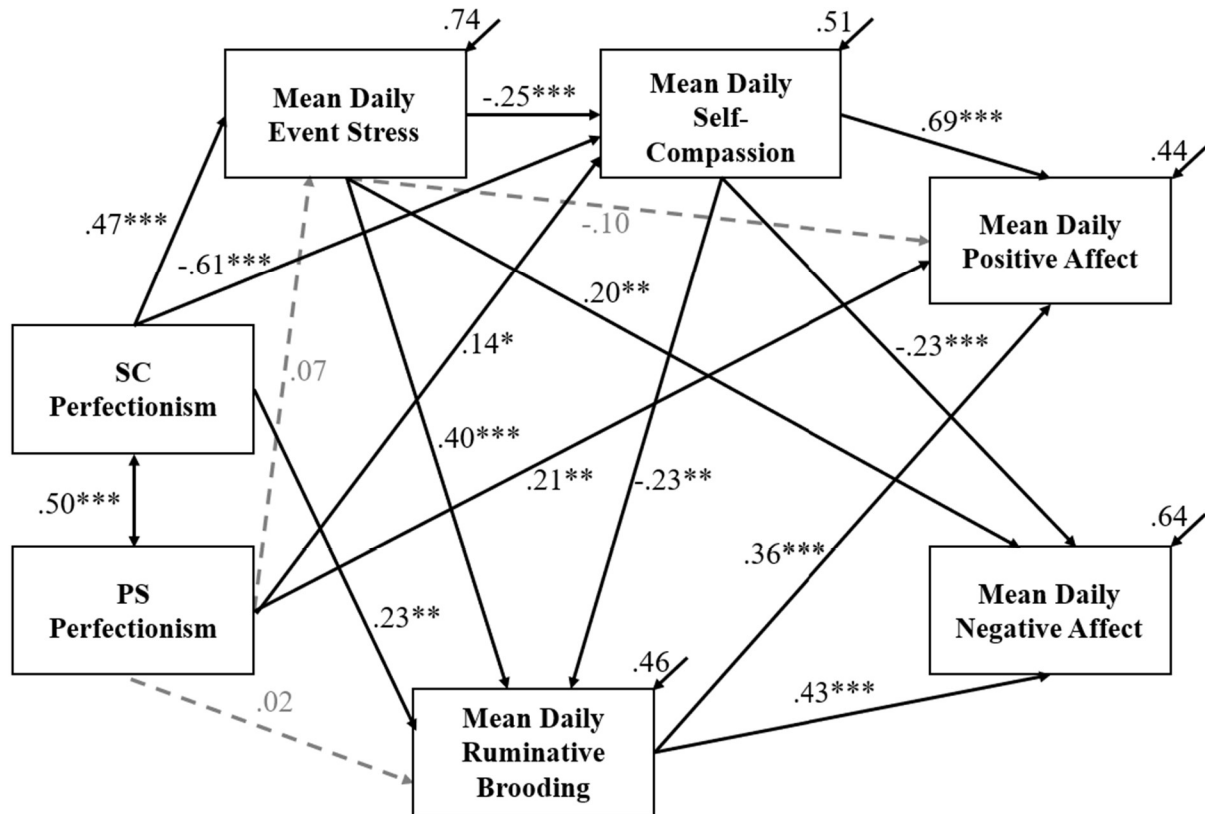 .74
.51
Mean Daily
Event Stress
-.25***
Mean Daily
Self-
Compassion
.69***
.44
Mean Daily
Positive Affect
.47***
-.61***
-.10
.20**
SC
Perfectionism
.07
.14*
-.23***
.40***
.21**
-.23**
.50***
.36***
.64
PS
Perfectionism
Mean Daily
Negative Affect
.23**
.02
.46
.43***
Mean Daily
Ruminative
Brooding